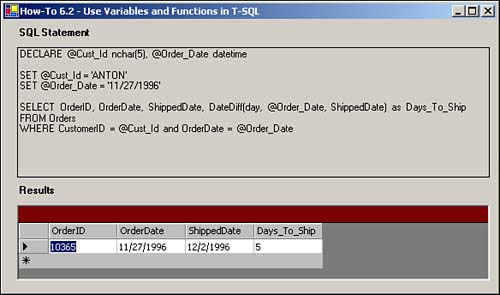 How-To 6.2 - Use Variables and Functions in T-SQL
SQL Statement
DECLARE @Cust_Id nchar(5), @Order_Date datetime
SET @Cust_Id = 'ANTON'
SET @Order_Date = '11/27/1996'
SELECT OrderID, OrderDate, ShippedDate, DateDiff(day, @Order_Date, ShippedDate) as Days_To_Ship
FROM Orders
WHERE CustomerID = @Cust_Id and OrderDate = @Order_Date
Results
OrderID OrderDate ShippedDate Days_To_Ship
10365 11/27/1996 12/2/1996 5